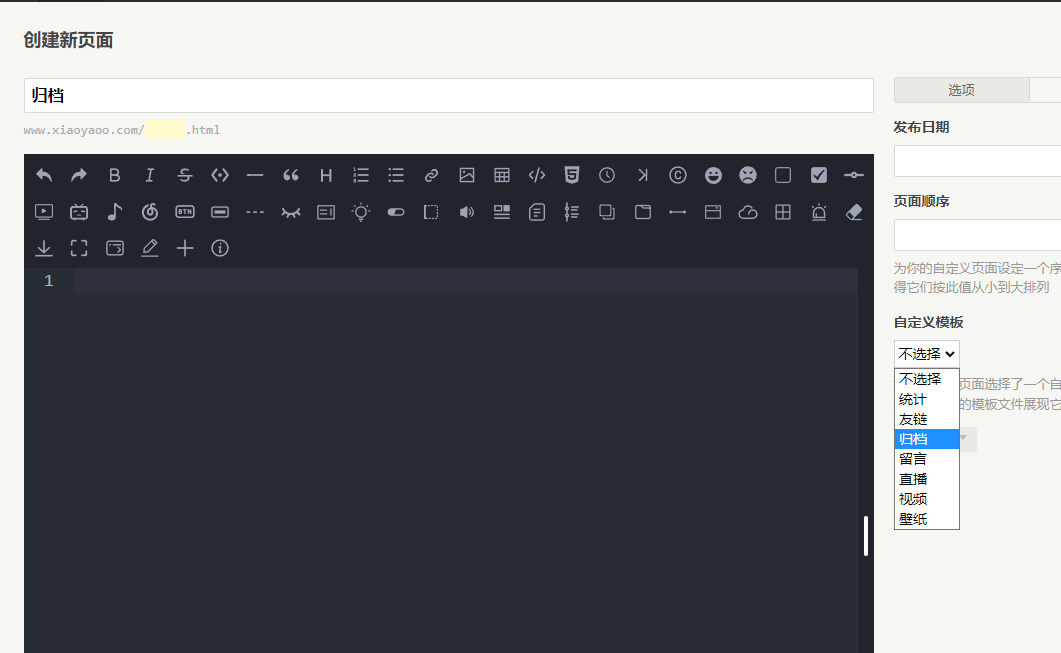 创建新页面
归档
www.xiaoyaoo.com/ .html
选项
发布日期
页面顺序
为你的自定义页面设定一个序
得它们按此值从小到大排列
自定义模板
不选择
不选择
页面选择了一个自
统计
的模板文件展现它
友链
归档
留言
直播
视频
壁纸
B I S H
BTN
1